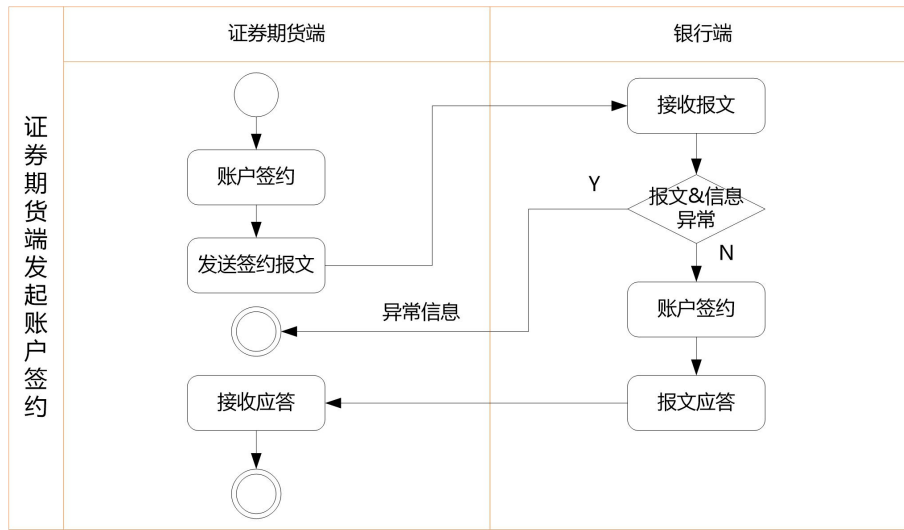 证券期货端
银行端
证券期货端发起账户签约
接收报文
账户签约
Y
报文&信息
异常
发送签约报文
N
异常信息
账户签约
接收应答
报文应答